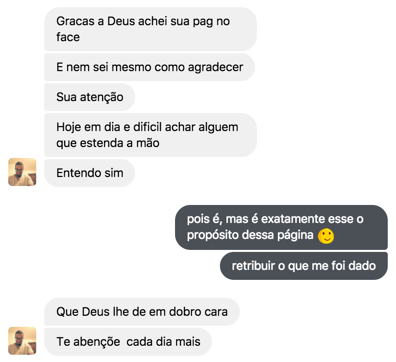 Gracas a Deus achei sua pag no
face
E nem sei mesmo como agradecer
Sua atenção
Hoje em dia e dificil achar alguem
que estenda a mão
Entendo sim
pois é, mas é exatamente esse o
propósito dessa página 🙂
retribuir o que me foi dado
Que Deus lhe de em dobro cara
Te abençõe cada dia mais